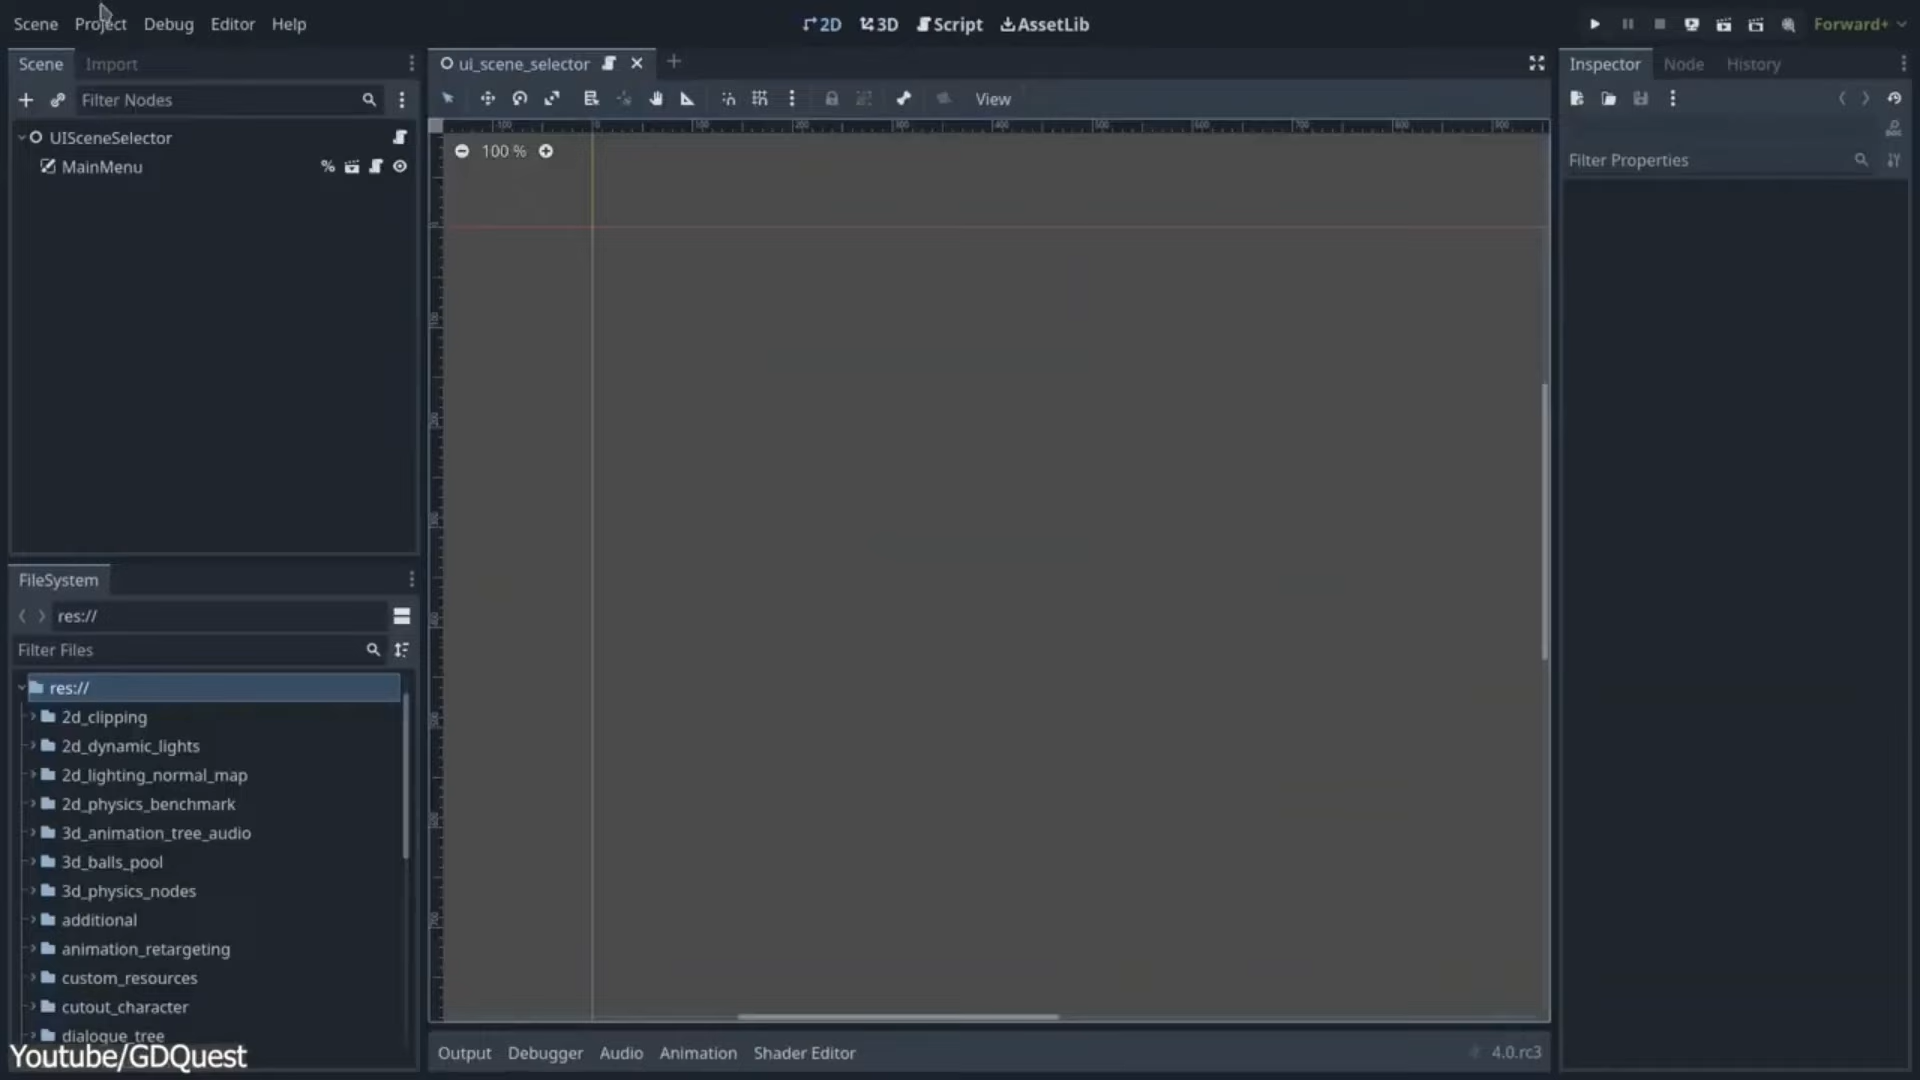 Scene Project Debug Editor Help
2D 3D Script AssetLib
Forward+
Scene Import
Filter Nodes
UISceneSelector
MainMenu
FileSystem
res://
Filter Files
res://
2d_clipping
2d_dynamic_lights
2d_lighting_normal_map
2d_physics_benchmark
3d_animation_tree_audio
3d_balls_pool
3d_physics_nodes
additional
animation_retargeting
custom_resources
cutout_character
dialogue_tree
Youtube/GDQuest
ui_scene_selector
View
100 %
Output Debugger Audio Animation Shader Editor
4.0.rc3
Inspector Node History
Filter Properties